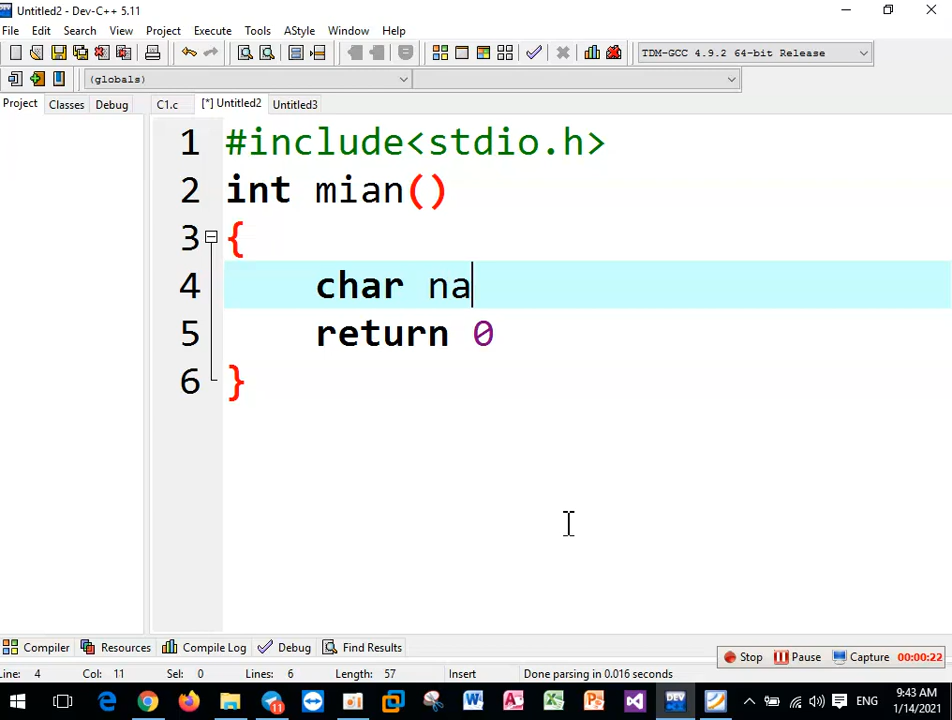 Untitled2 - Dev-C++ 5.11
File Edit Search View Project Execute Tools AStyle Window Help
TDM-GCC 4.9.2 64-bit Release
(globals)
Project Classes Debug C1.c [*] Untitled2 Untitled3
1 #include<stdio.h>
2 int mian()
3 {
4 char na
5 return 0
6 }
Compiler Resources Compile Log Debug Find Results
Stop Pause Capture 00:00:22
Line: 4 Col: 11 Sel: 0 Lines: 6 Length: 57 Insert Done parsing in 0.016 seconds
11 DEV ENG 9:43 AM
1/14/2021